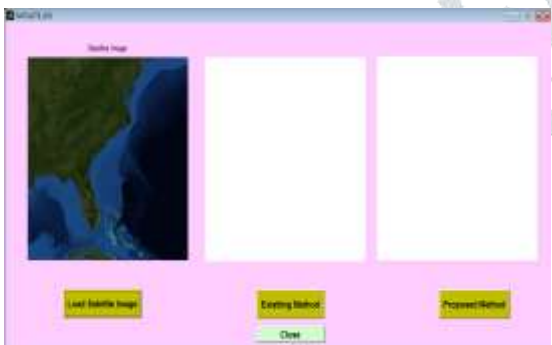 Satellite Image
Load Satellite Image
Existing Method
Proposed Method
Close